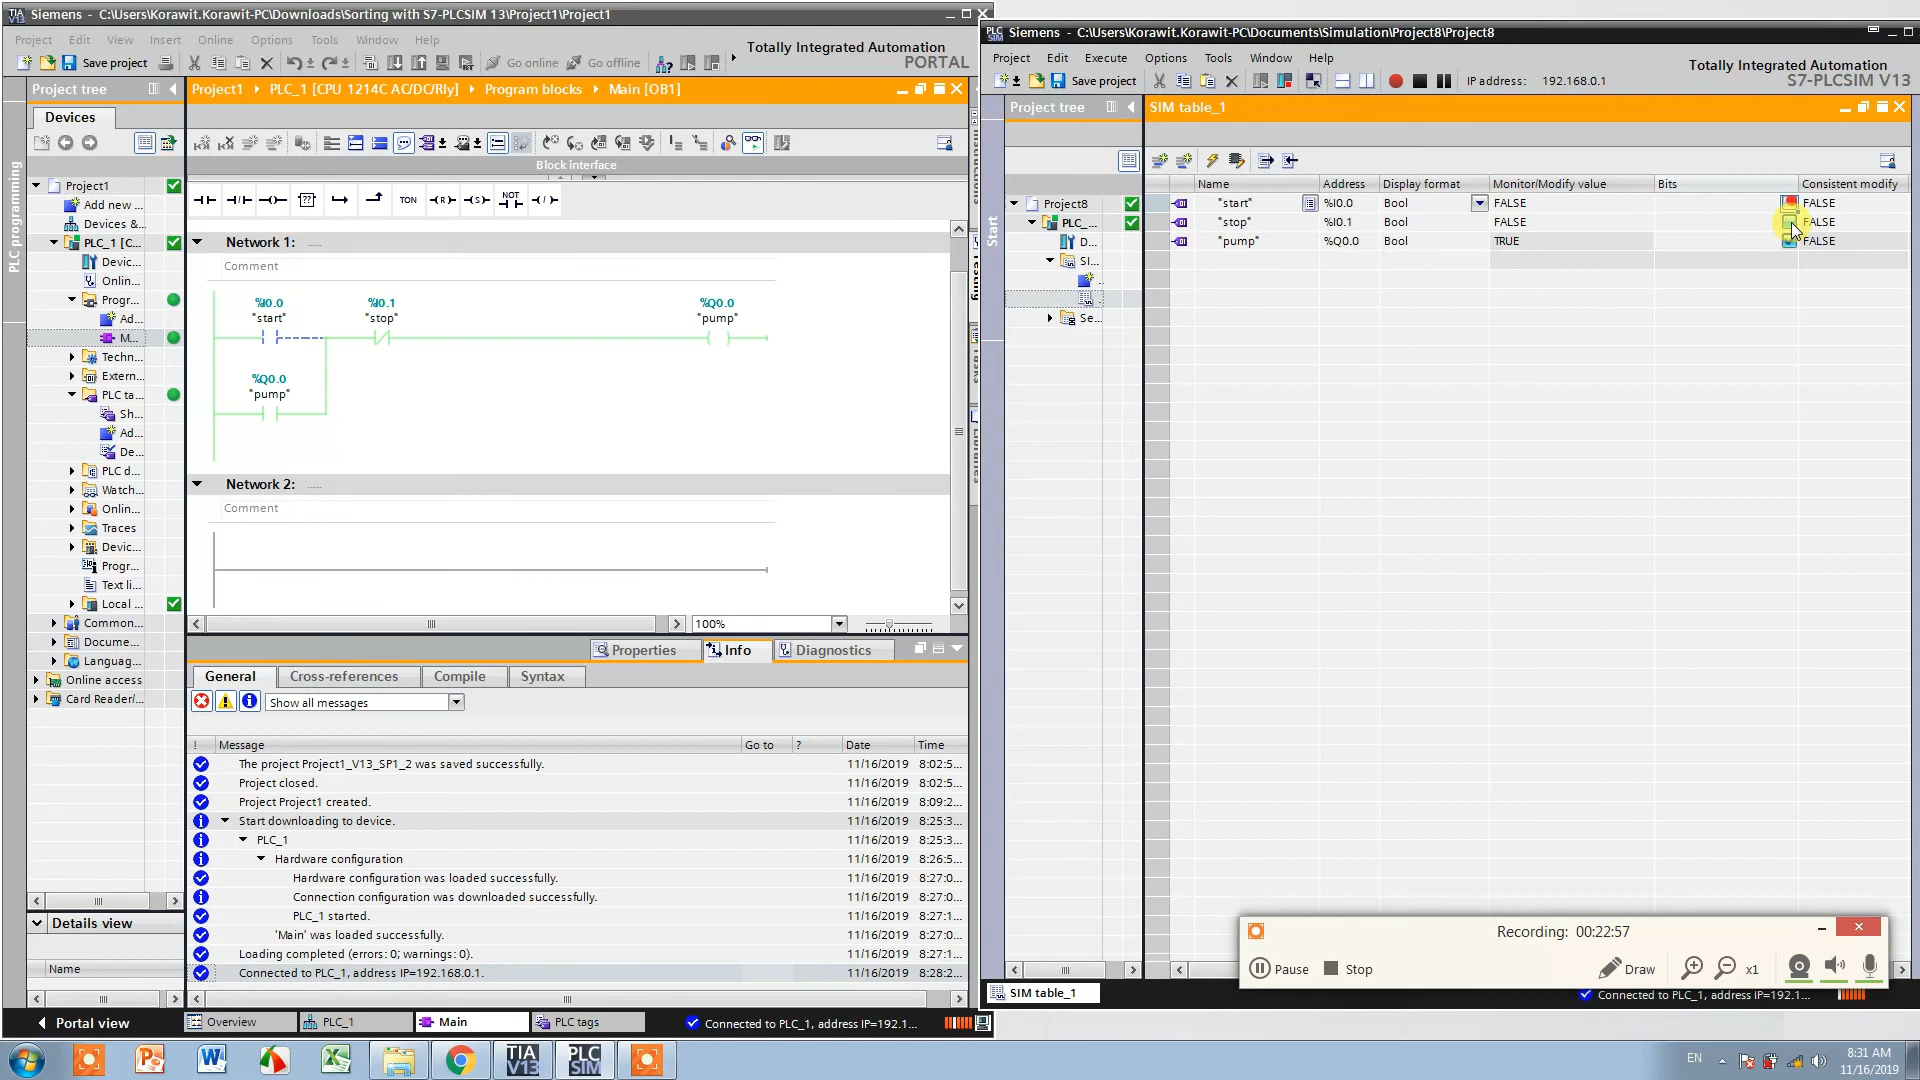 Siemens - C:\Users\Korawit.Korawit-PC\Downloads\Sorting with S7-PLCSIM 13\Project1\Project1
Project Edit View Insert Online Options Tools Window Help
Totally Integrated Automation
PORTAL
Save project
Go online
Go offline
Project tree
Project1 PLC_1 [CPU 1214C AC/DC/Rly] Program blocks Main [OB1]
Devices
PLC programming
Block interface
TON
NOT
Project1
Add new ...
Devices &...
PLC_1 [C...
Devic...
Onlin...
Progr...
Ad...
M...
Techn...
Extern...
PLC ta...
Sh...
Ad...
De...
PLC d...
Watch...
Onlin...
Traces
Devic...
Progr...
Text li...
Local ...
Common...
Docume...
Languag...
Online access
Card Reader/...
Details view
Name
Network 1: .....
Comment
%I0.0
"start"
%I0.1
"stop"
%Q0.0
"pump"
%Q0.0
"pump"
Network 2: .....
Comment
100%
Properties Info Diagnostics
General Cross-references Compile Syntax
Show all messages
! Message Go to ? Date Time
The project Project1_V13_SP1_2 was saved successfully. 11/16/2019 8:02:5...
Project closed. 11/16/2019 8:02:5...
Project Project1 created. 11/16/2019 8:09:2...
Start downloading to device. 11/16/2019 8:25:3...
PLC_1 11/16/2019 8:25:3...
Hardware configuration 11/16/2019 8:26:5...
Hardware configuration was loaded successfully. 11/16/2019 8:27:0...
Connection configuration was downloaded successfully. 11/16/2019 8:27:0...
PLC_1 started. 11/16/2019 8:27:1...
'Main' was loaded successfully. 11/16/2019 8:27:0...
Loading completed (errors: 0; warnings: 0). 11/16/2019 8:27:1...
Connected to PLC_1, address IP=192.168.0.1. 11/16/2019 8:28:2...
Portal view Overview PLC_1 Main PLC tags Connected to PLC_1, address IP=192.1...
Siemens - C:\Users\Korawit.Korawit-PC\Documents\Simulation\Project8\Project8
Project Edit Execute Options Tools Window Help
Totally Integrated Automation
S7-PLCSIM V13
Save project
IP address: 192.168.0.1
Project tree
SIM table_1
Start
Project8
PLC_...
D...
SI...
Se...
Name Address Display format Monitor/Modify value Bits Consistent modify
"start" %I0.0 Bool FALSE FALSE
"stop" %I0.1 Bool FALSE FALSE
"pump" %Q0.0 Bool TRUE FALSE
Recording: 00:22:57
Pause Stop Draw x1
SIM table_1
Connected to PLC_1, address IP=192.1...
TIA
V13
PLC
SIM
EN
8:31 AM
11/16/2019